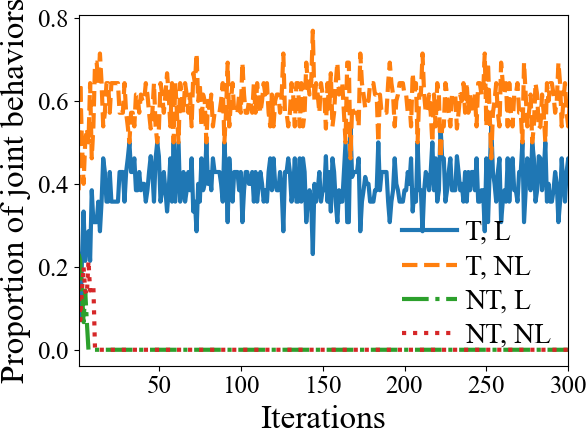 Proportion of joint behaviors
0.8
0.6
0.4
0.2
0.0
T, L
T, NL
NT, L
NT, NL
50
100
150
200
250
300
Iterations